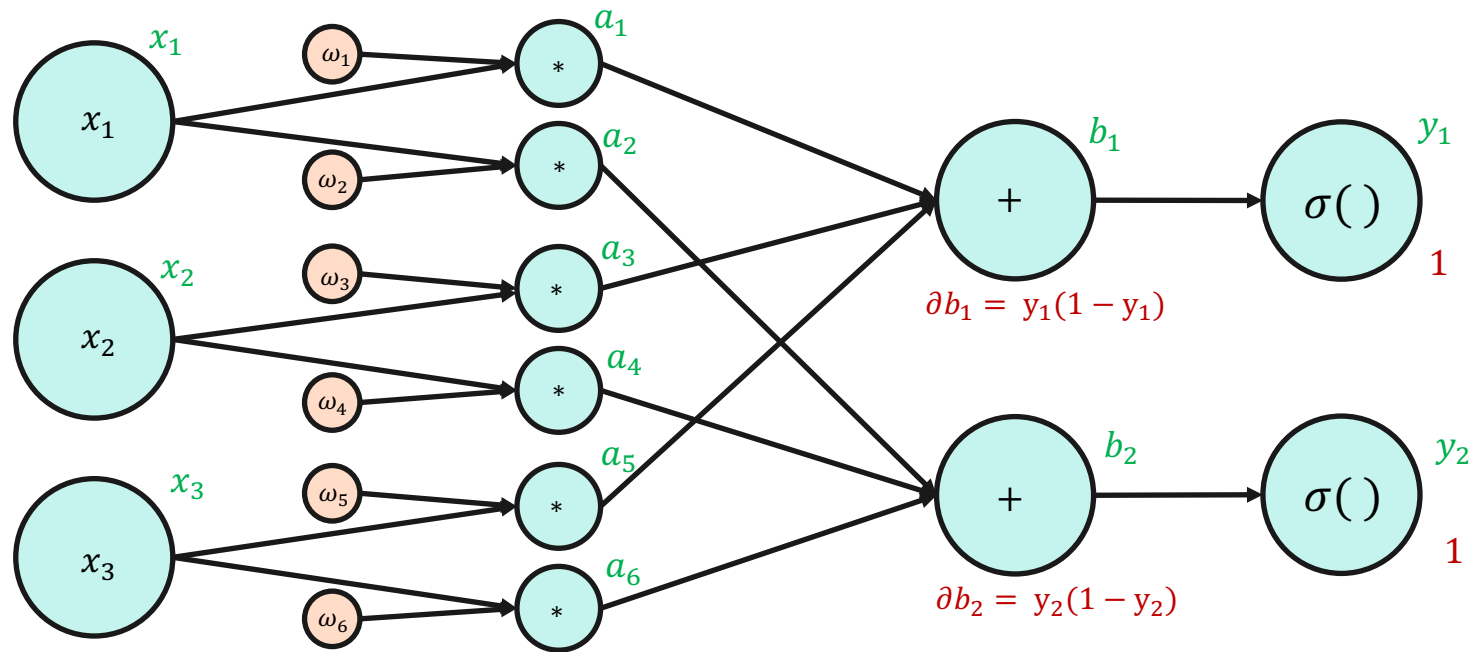 x₁
x₁
ω₁
*
a₁
ω₂
*
a₂
x₂
x₂
ω₃
*
a₃
ω₄
*
a₄
x₃
x₃
ω₅
*
a₅
ω₆
*
a₆
+
b₁
∂b₁ = y₁(1 − y₁)
σ( )
y₁
1
+
b₂
∂b₂ = y₂(1 − y₂)
σ( )
y₂
1